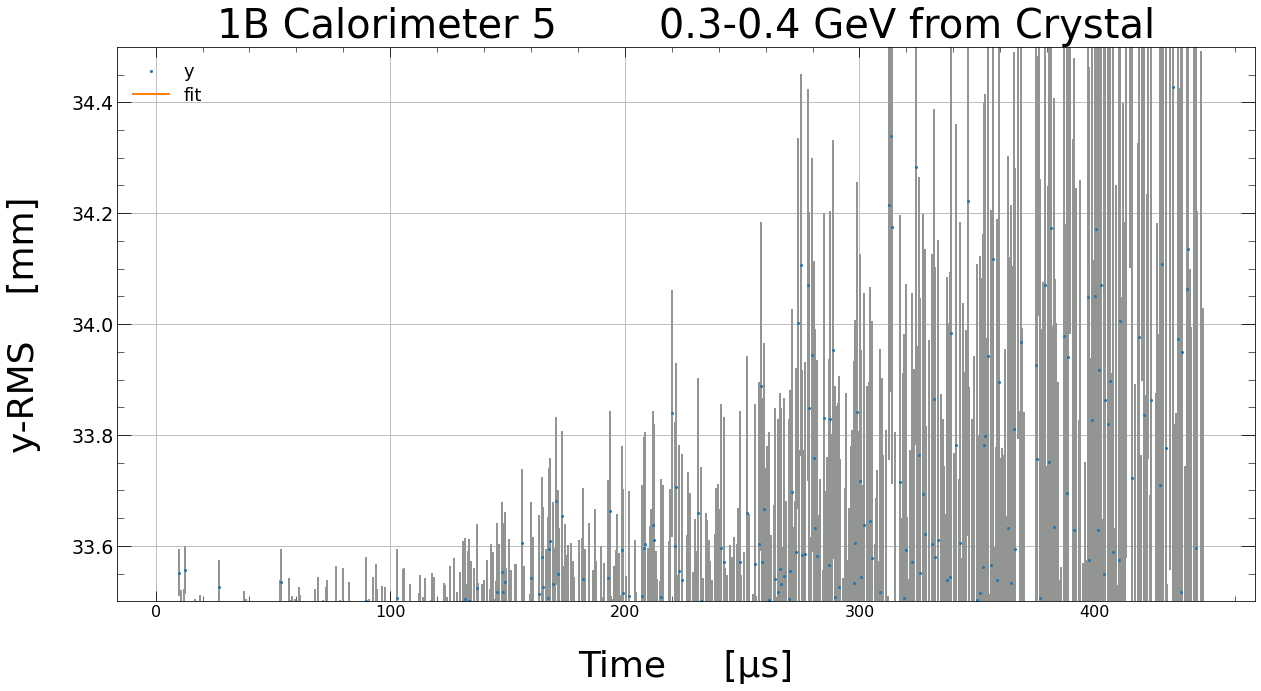 1B Calorimeter 5 0.3-0.4 GeV from Crystal
y
fit
34.4
34.2
34.0
33.8
33.6
y-RMS [mm]
0 100 200 300 400
Time [µs]